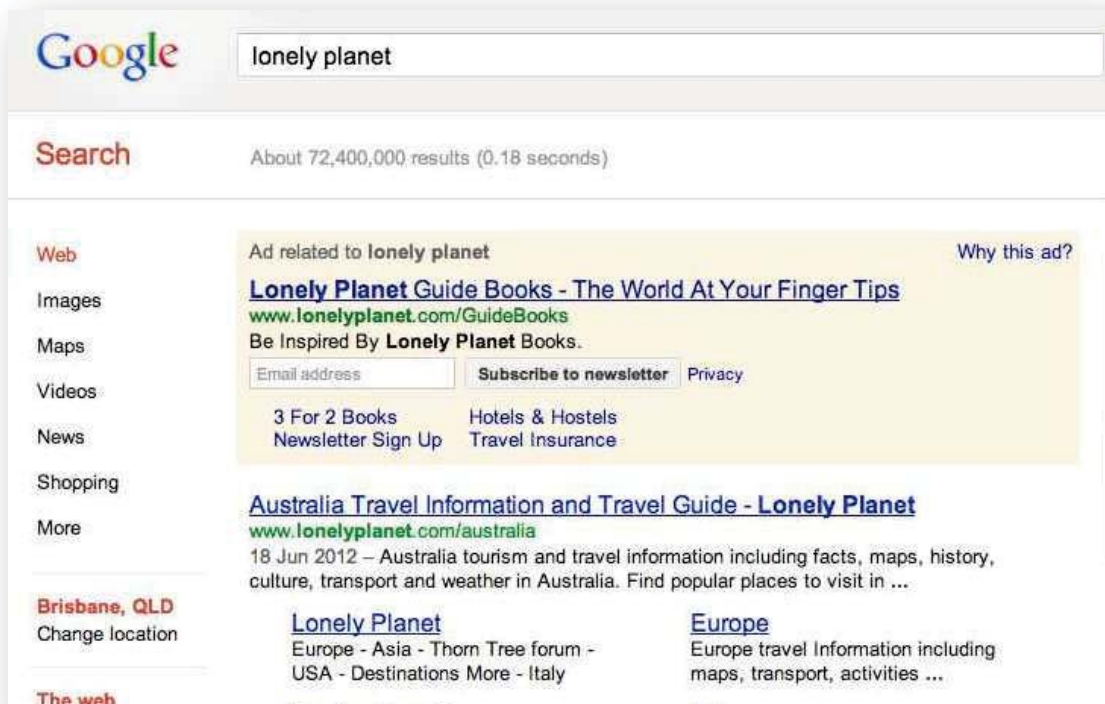 Google
lonely planet
Search
About 72,400,000 results (0.18 seconds)
Web
Images
Maps
Videos
News
Shopping
More
Brisbane, QLD
Change location
The web
Ad related to lonely planet
Why this ad?
Lonely Planet Guide Books - The World At Your Finger Tips
www.lonelyplanet.com/GuideBooks
Be Inspired By Lonely Planet Books.
Email address Subscribe to newsletter Privacy
3 For 2 Books Hotels & Hostels
Newsletter Sign Up Travel Insurance
Australia Travel Information and Travel Guide - Lonely Planet
www.lonelyplanet.com/australia
18 Jun 2012 – Australia tourism and travel information including facts, maps, history,
culture, transport and weather in Australia. Find popular places to visit in ...
Lonely Planet
Europe - Asia - Thorn Tree forum -
USA - Destinations More - Italy
Europe
Europe travel Information including
maps, transport, activities ...